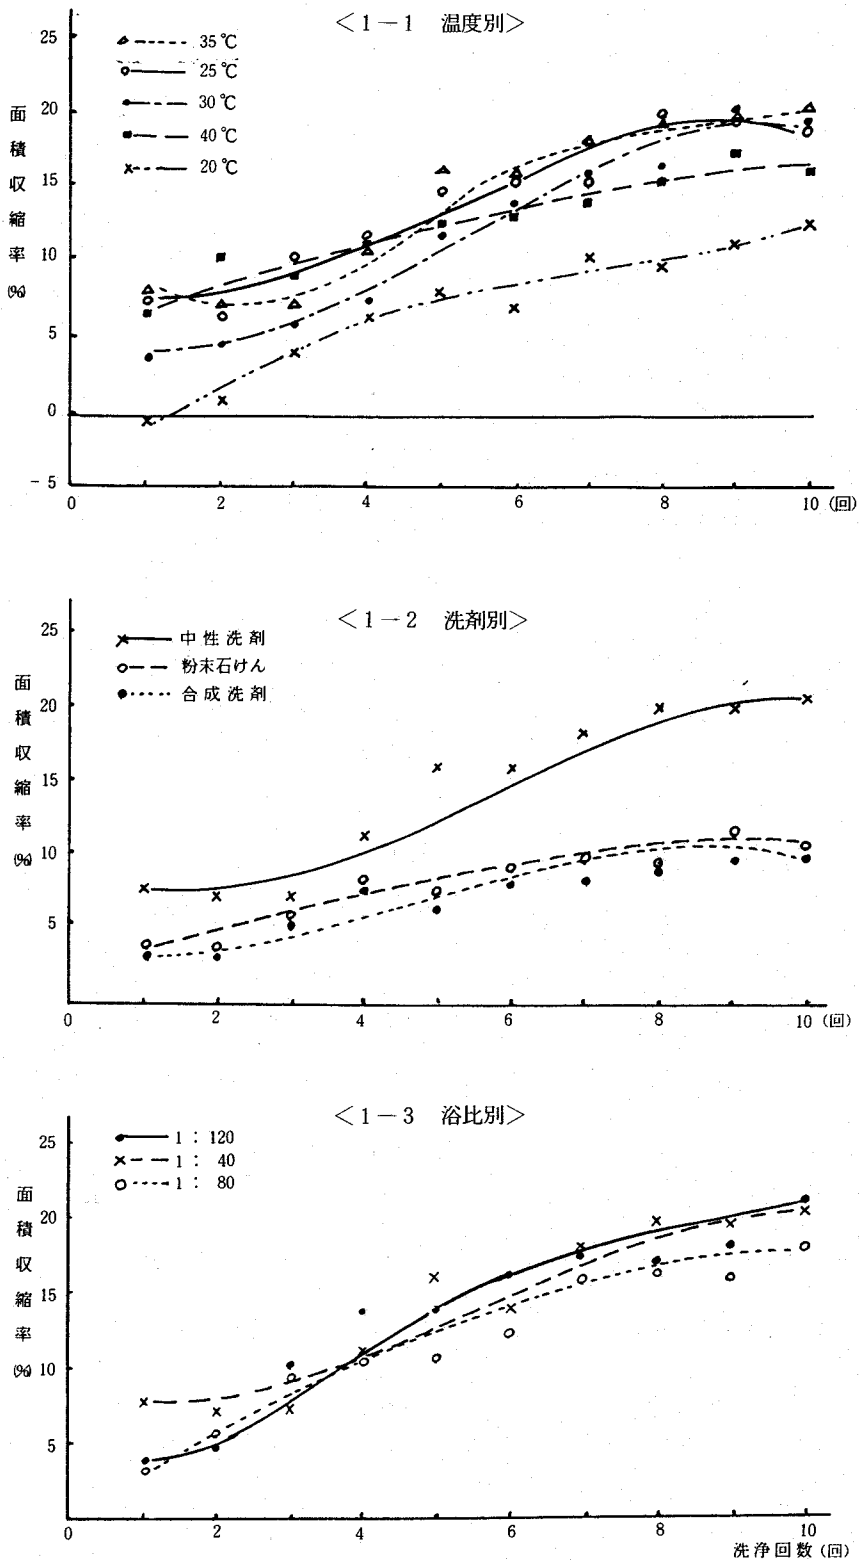 <1-1 温度別>
25
20
15
10
5
0
-5
面積収縮率(%)
35℃
25℃
30℃
40℃
20℃
0 2 3 4 5 6 7 8 9 10 (回)
<1-2 洗剤別>
25
20
15
10
5
面積収縮率(%)
中性洗剤
粉末石けん
合成洗剤
0 2 4 6 8 10 (回)
<1-3 浴比別>
25
20
15
10
5
面積収縮率(%)
1:120
1:40
1:80
0 2 4 6 8 10
洗浄回数(回)